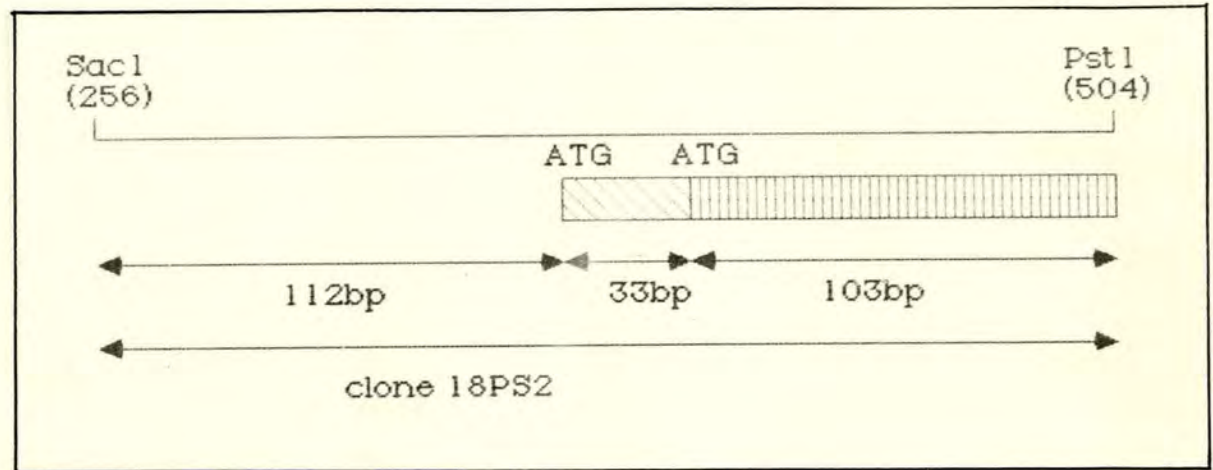 Sac1 Pst1
(256) (504)
ATG ATG
112bp 33bp 103bp
clone 18PS2